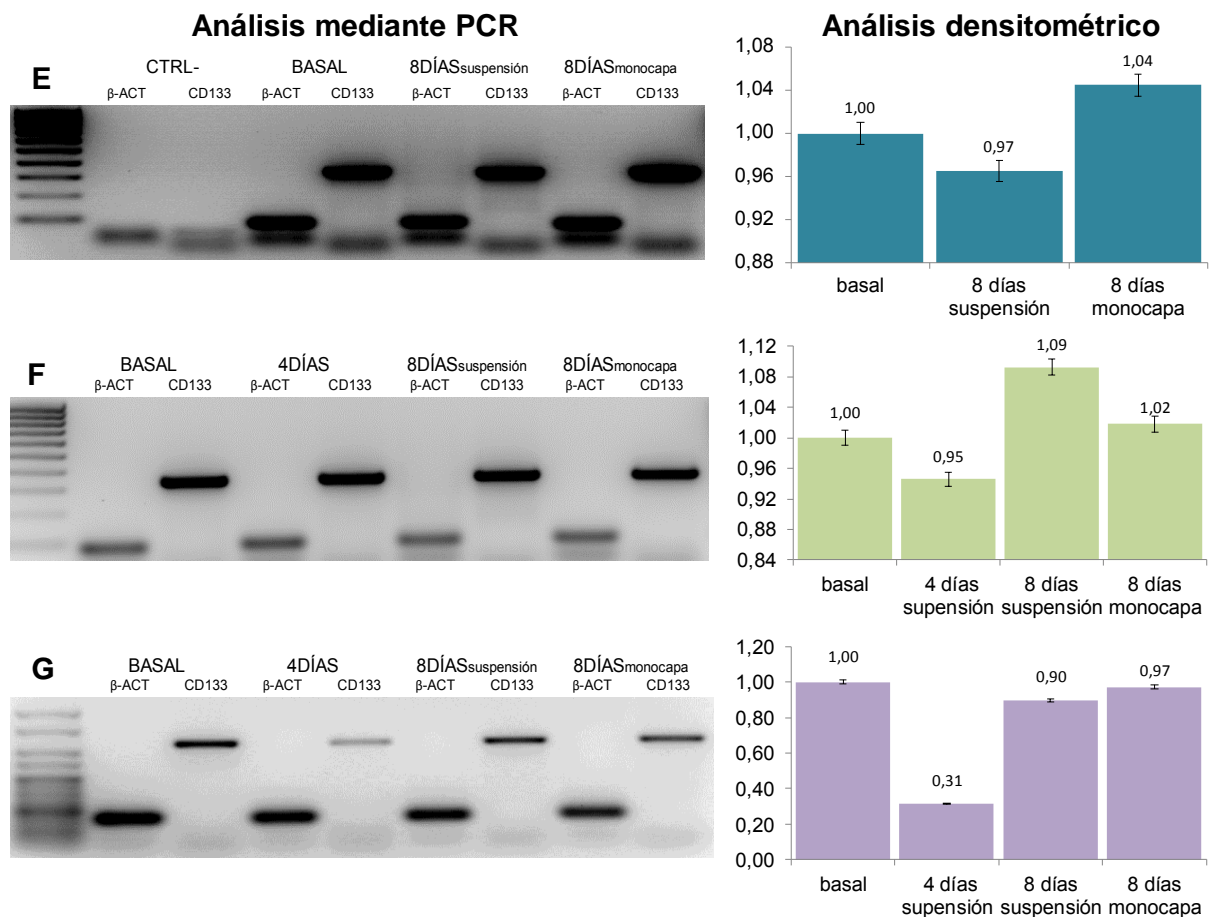 Análisis mediante PCR
Análisis densitométrico
E
CTRL- BASAL 8DÍASsuspensión 8DÍASmonocapa
β-ACT CD133 β-ACT CD133 β-ACT CD133 β-ACT CD133
1,08
1,04
1,00
0,96
0,92
0,88
1,00
0,97
1,04
basal
8 días
suspensión
8 días
monocapa
F
BASAL 4DÍAS 8DÍASsuspensión 8DÍASmonocapa
β-ACT CD133 β-ACT CD133 β-ACT CD133 β-ACT CD133
1,12
1,08
1,04
1,00
0,96
0,92
0,88
0,84
1,00
0,95
1,09
1,02
basal
4 días
supensión
8 días
suspensión
8 días
monocapa
G
BASAL 4DÍAS 8DÍASsuspensión 8DÍASmonocapa
β-ACT CD133 β-ACT CD133 β-ACT CD133 β-ACT CD133
1,20
1,00
0,80
0,60
0,40
0,20
0,00
1,00
0,31
0,90
0,97
basal
4 días
supensión
8 días
suspensión
8 días
monocapa